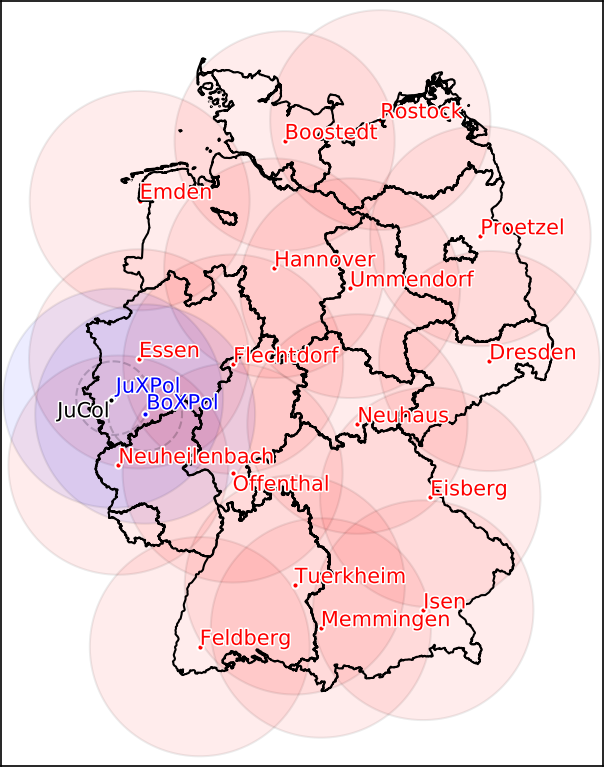 Rostock
Boostedt
Emden
Proetzel
Hannover
Ummendorf
Essen
Flechtdorf
Dresden
JuXPol
BoXPol
JuCol
Neuhaus
Neuheilenbach
Offenthal
Eisberg
Tuerkheim
Isen
Memmingen
Feldberg